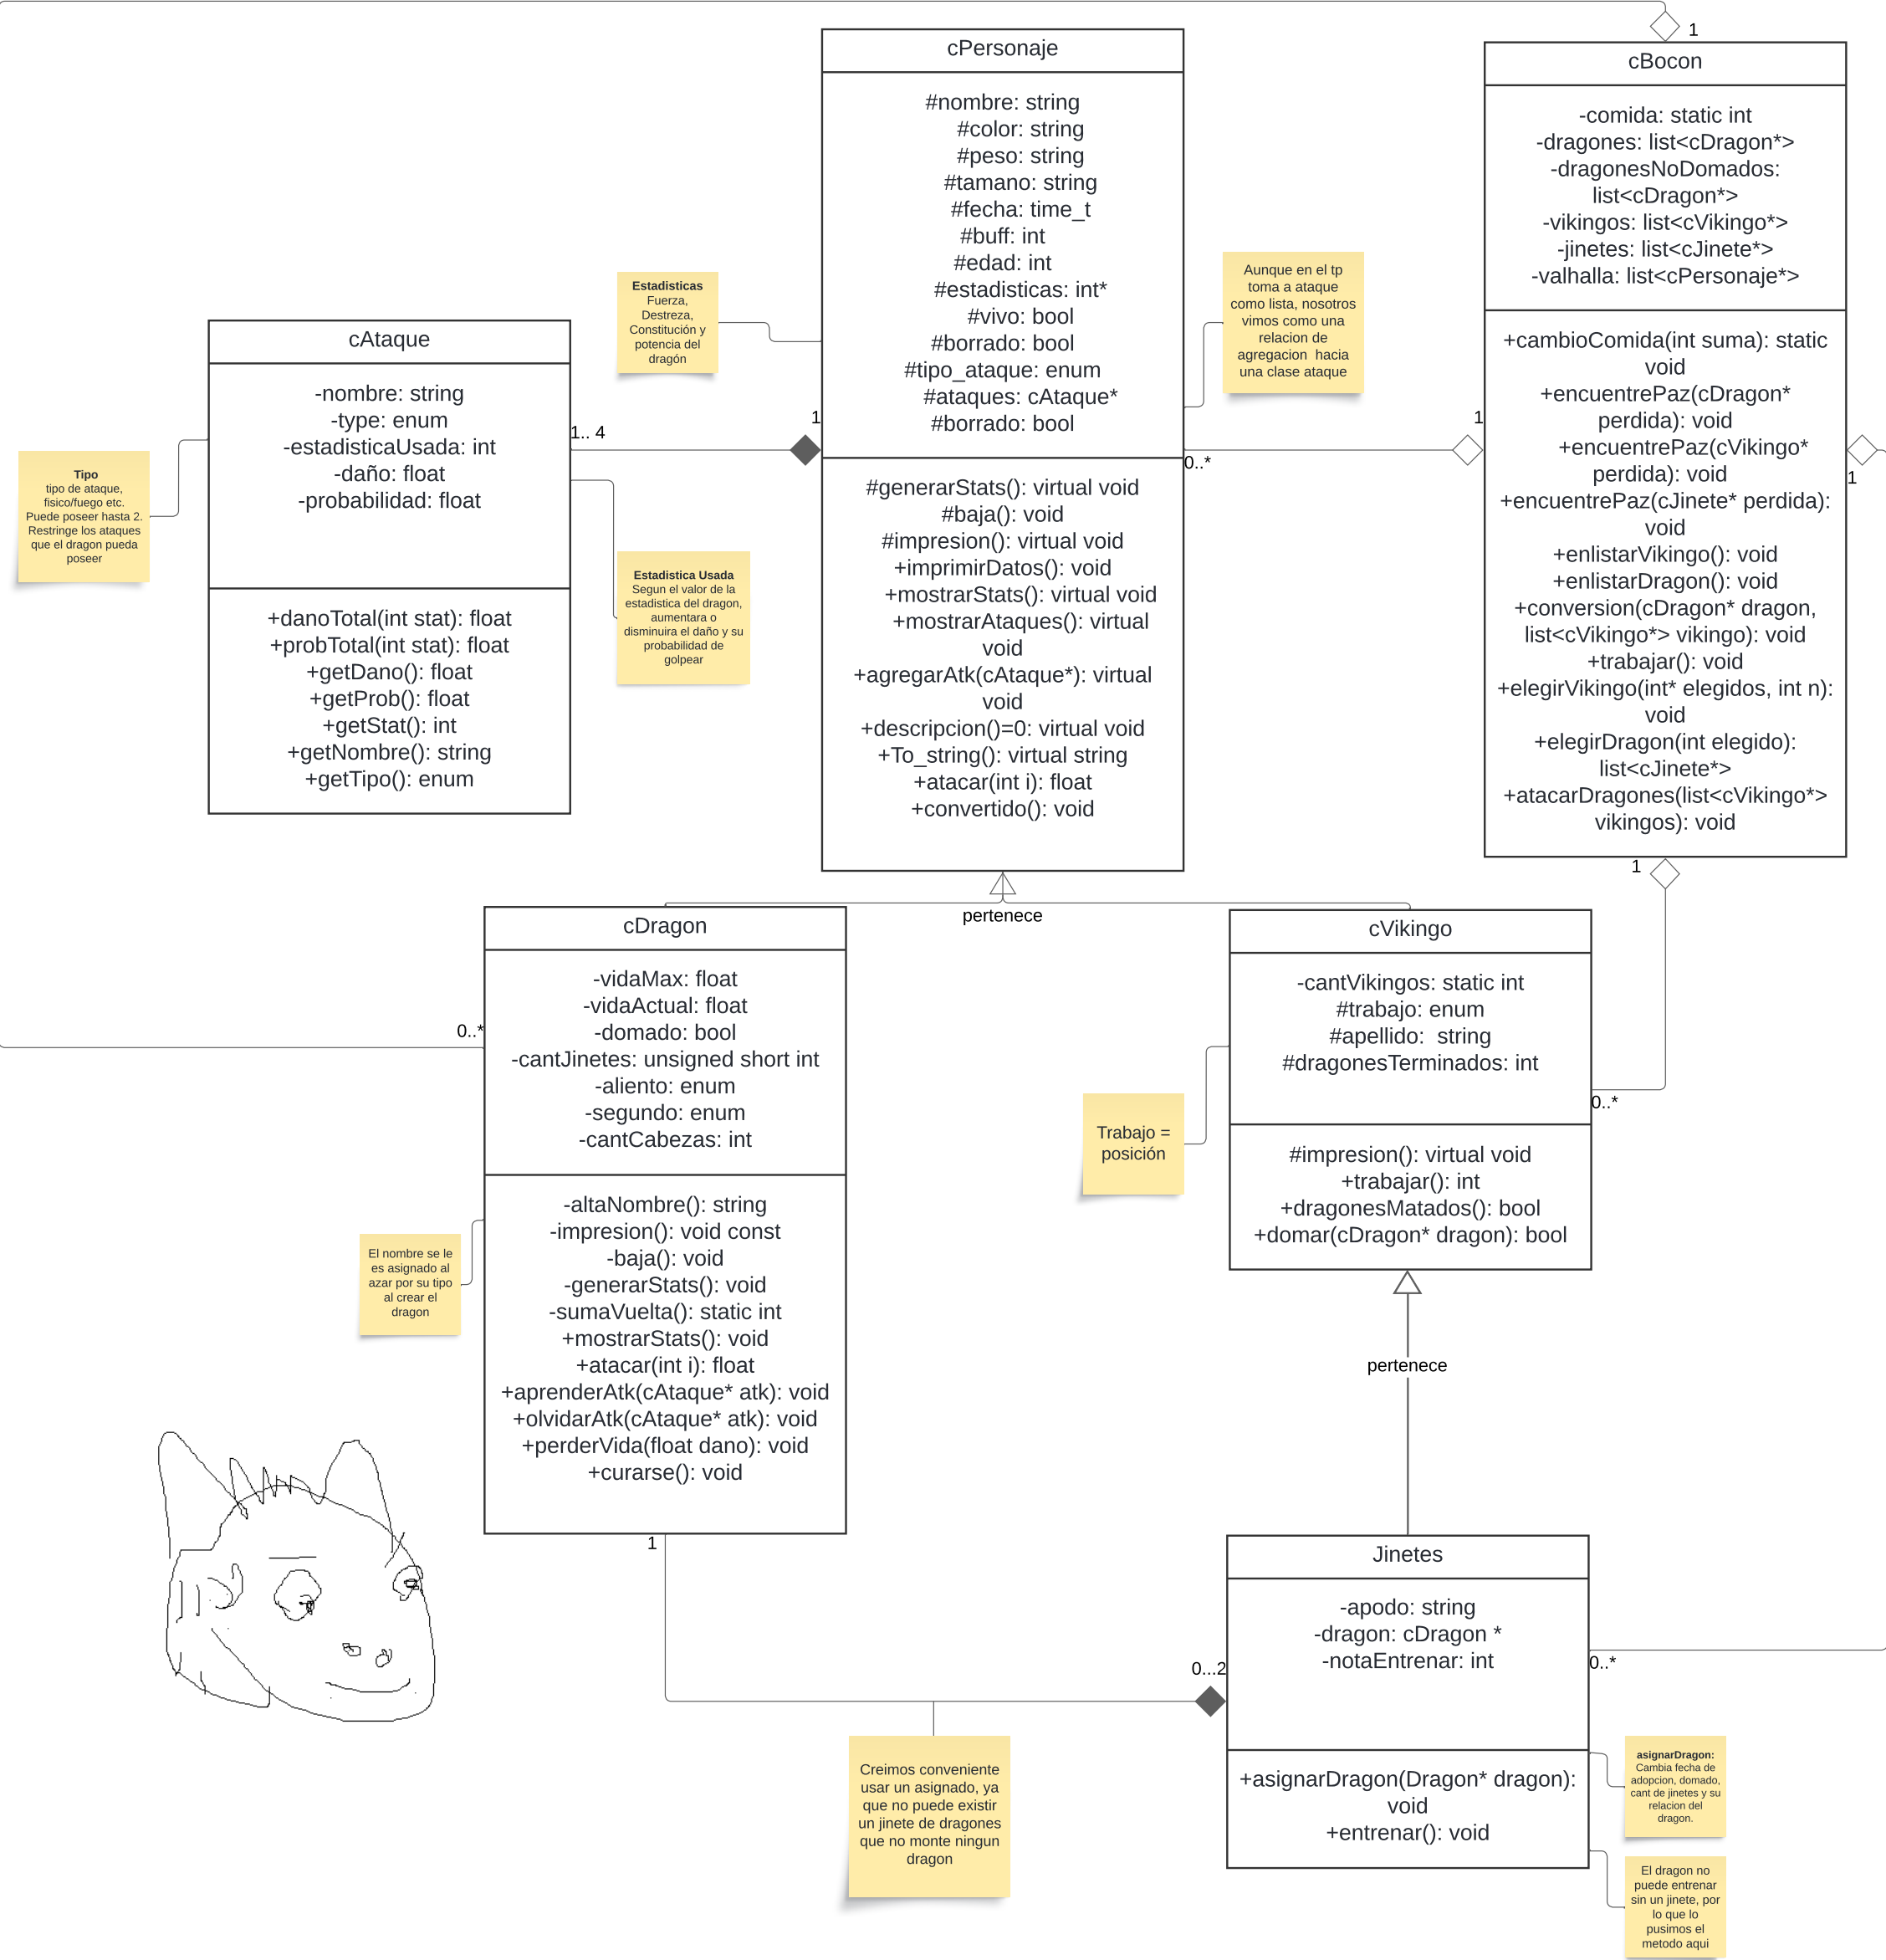 1
cPersonaje
#nombre: string
#color: string
#peso: string
#tamano: string
#fecha: time_t
#buff: int
#edad: int
#estadisticas: int*
#vivo: bool
#borrado: bool
#tipo_ataque: enum
#ataques: cAtaque*
#borrado: bool
#generarStats(): virtual void
#baja(): void
#impresion(): virtual void
+imprimirDatos(): void
+mostrarStats(): virtual void
+mostrarAtaques(): virtual
void
+agregarAtk(cAtaque*): virtual
void
+descripcion()=0: virtual void
+To_string(): virtual string
+atacar(int i): float
+convertido(): void
cBocon
-comida: static int
-dragones: list<cDragon*>
-dragonesNoDomados:
list<cDragon*>
-vikingos: list<cVikingo*>
-jinetes: list<cJinete*>
-valhalla: list<cPersonaje*>
+cambioComida(int suma): static
void
+encuentrePaz(cDragon*
perdida): void
+encuentrePaz(cVikingo*
perdida): void
+encuentrePaz(cJinete* perdida):
void
+enlistarVikingo(): void
+enlistarDragon(): void
+conversion(cDragon* dragon,
list<cVikingo*> vikingo): void
+trabajar(): void
+elegirVikingo(int* elegidos, int n):
void
+elegirDragon(int elegido):
list<cJinete*>
+atacarDragones(list<cVikingo*>
vikingos): void
Estadisticas
Fuerza,
Destreza,
Constitución y
potencia del
dragón
Aunque en el tp
toma a ataque
como lista, nosotros
vimos como una
relacion de
agregacion hacia
una clase ataque
cAtaque
-nombre: string
-type: enum
-estadisticaUsada: int
-daño: float
-probabilidad: float
+danoTotal(int stat): float
+probTotal(int stat): float
+getDano(): float
+getProb(): float
+getStat(): int
+getNombre(): string
+getTipo(): enum
1.. 4
1
0..*
1
1
Tipo
tipo de ataque,
fisico/fuego etc.
Puede poseer hasta 2.
Restringe los ataques
que el dragon pueda
poseer
Estadistica Usada
Segun el valor de la
estadistica del dragon,
aumentara o
disminuira el daño y su
probabilidad de
golpear
1
pertenece
cDragon
-vidaMax: float
-vidaActual: float
-domado: bool
-cantJinetes: unsigned short int
-aliento: enum
-segundo: enum
-cantCabezas: int
-altaNombre(): string
-impresion(): void const
-baja(): void
-generarStats(): void
-sumaVuelta(): static int
+mostrarStats(): void
+atacar(int i): float
+aprenderAtk(cAtaque* atk): void
+olvidarAtk(cAtaque* atk): void
+perderVida(float dano): void
+curarse(): void
0..*
cVikingo
-cantVikingos: static int
#trabajo: enum
#apellido:  string
#dragonesTerminados: int
#impresion(): virtual void
+trabajar(): int
+dragonesMatados(): bool
+domar(cDragon* dragon): bool
0..*
Trabajo =
posición
El nombre se le
es asignado al
azar por su tipo
al crear el
dragon
pertenece
1
Jinetes
-apodo: string
-dragon: cDragon *
-notaEntrenar: int
+asignarDragon(Dragon* dragon):
void
+entrenar(): void
0...2
0..*
Creimos conveniente
usar un asignado, ya
que no puede existir
un jinete de dragones
que no monte ningun
dragon
asignarDragon:
Cambia fecha de
adopcion, domado,
cant de jinetes y su
relacion del
dragon.
El dragon no
puede entrenar
sin un jinete, por
lo que lo
pusimos el
metodo aqui